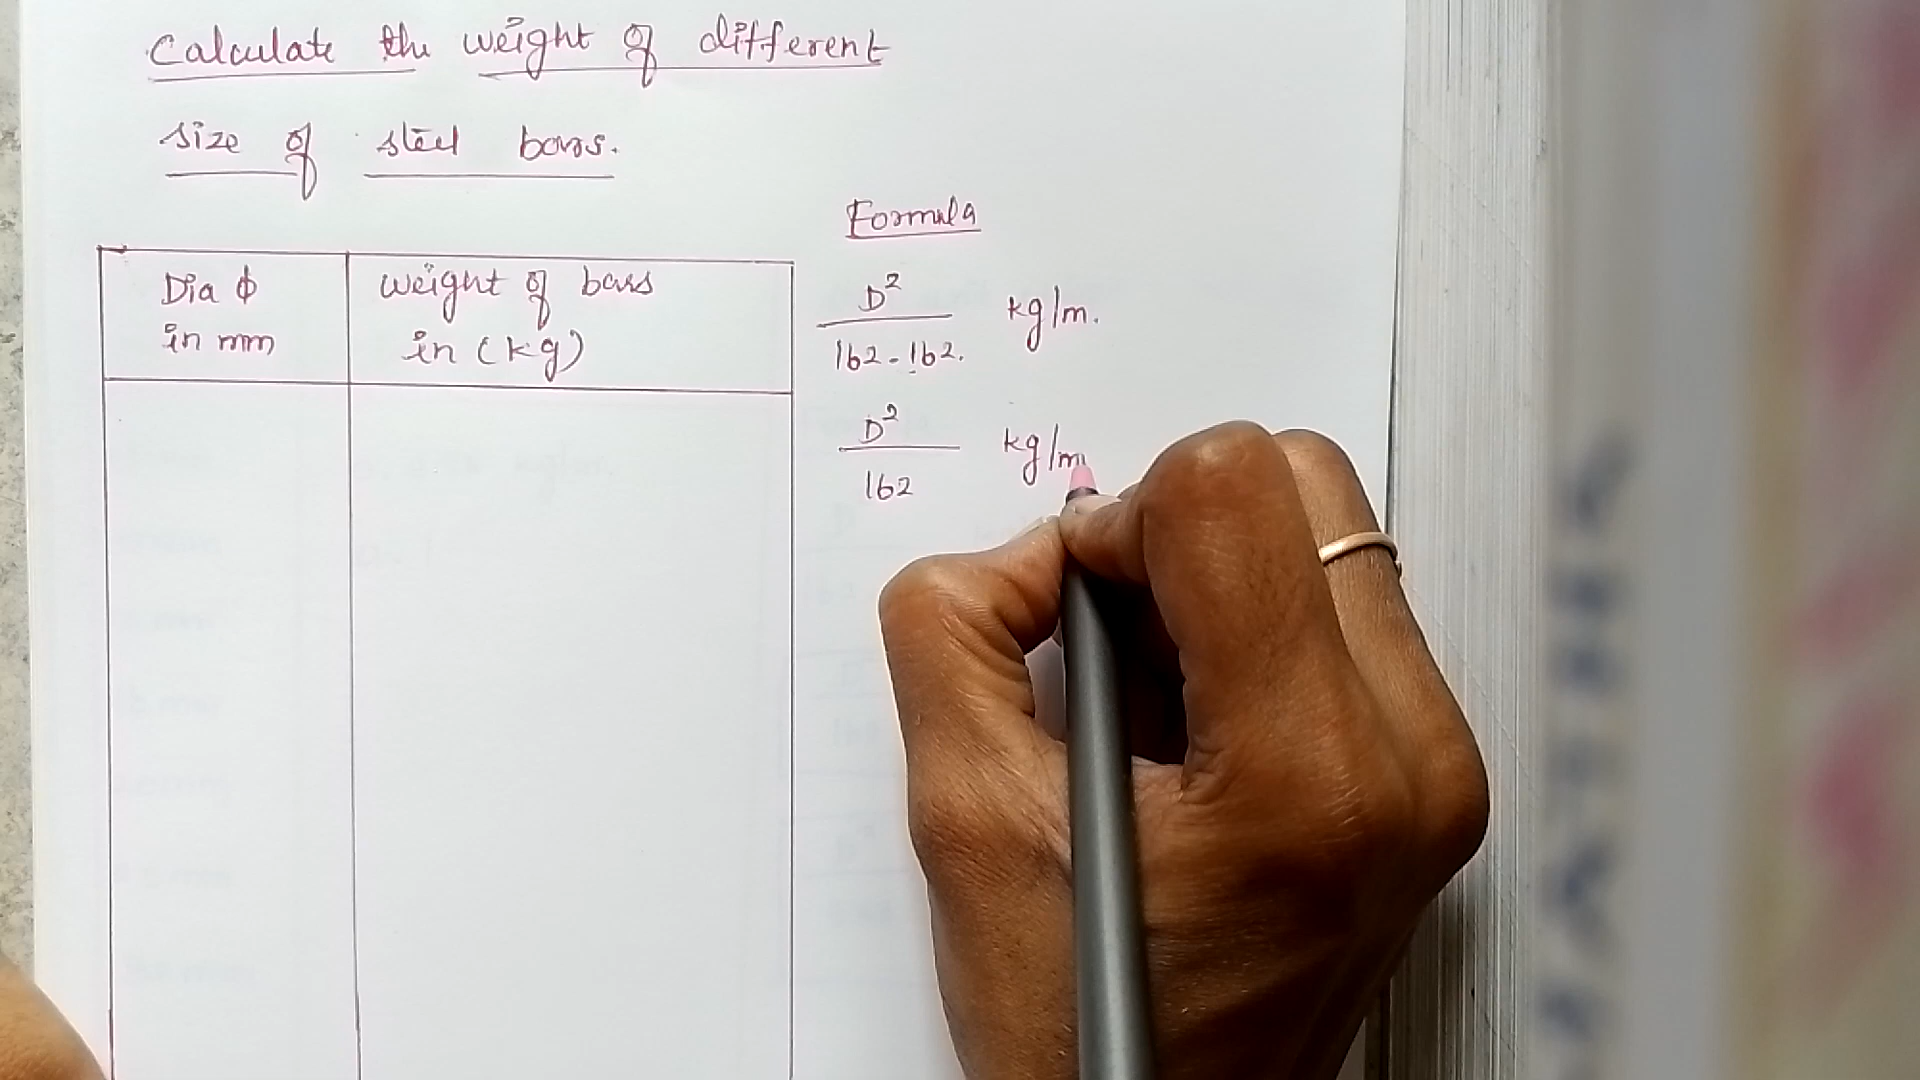 Calculate the weight of different
size of steel bars.
Formula
Dia ϕ
in mm
weight of bars
in (kg)
D²
162-162.
kg/m.
D²
162
kg/m